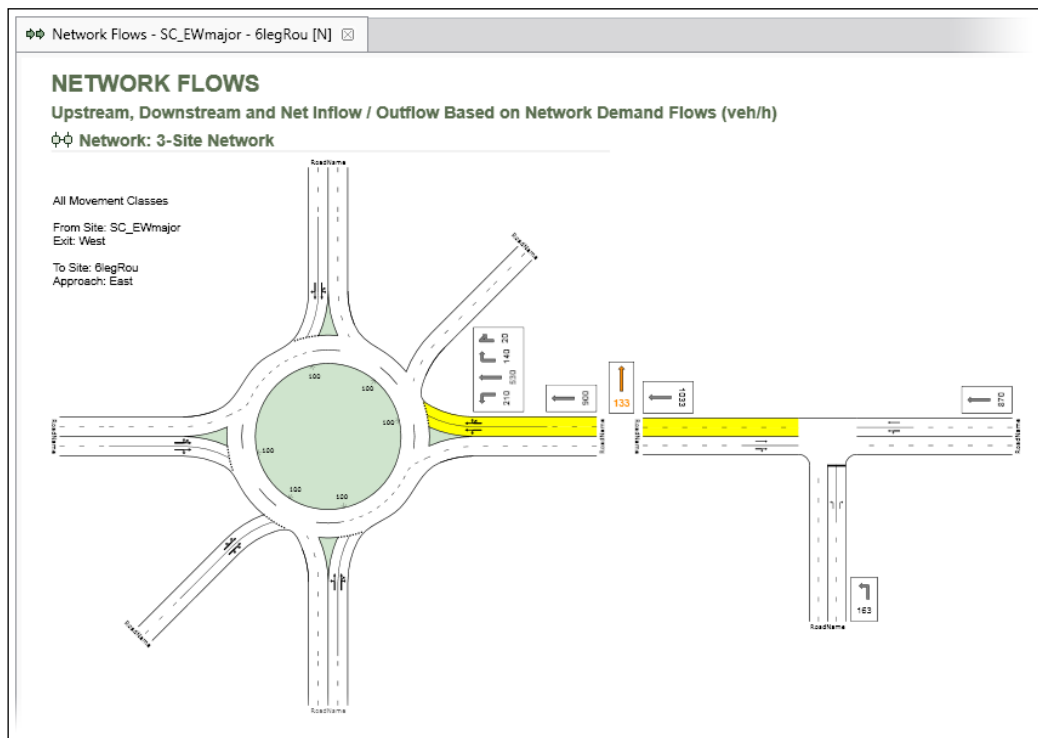 Network Flows - SC_EWmajor - 6legRou [N]
NETWORK FLOWS
Upstream, Downstream and Net Inflow / Outflow Based on Network Demand Flows (veh/h)
Network: 3-Site Network
RoadName
All Movement Classes
From Site: SC_EWmajor
Exit: West
To Site: 6legRou
Approach: East
RoadName
20
140
530
210
900
133
1033
870
100
100
100
100
100
100
RoadName
RoadName
RoadName
RoadName
163
RoadName
RoadName
RoadName